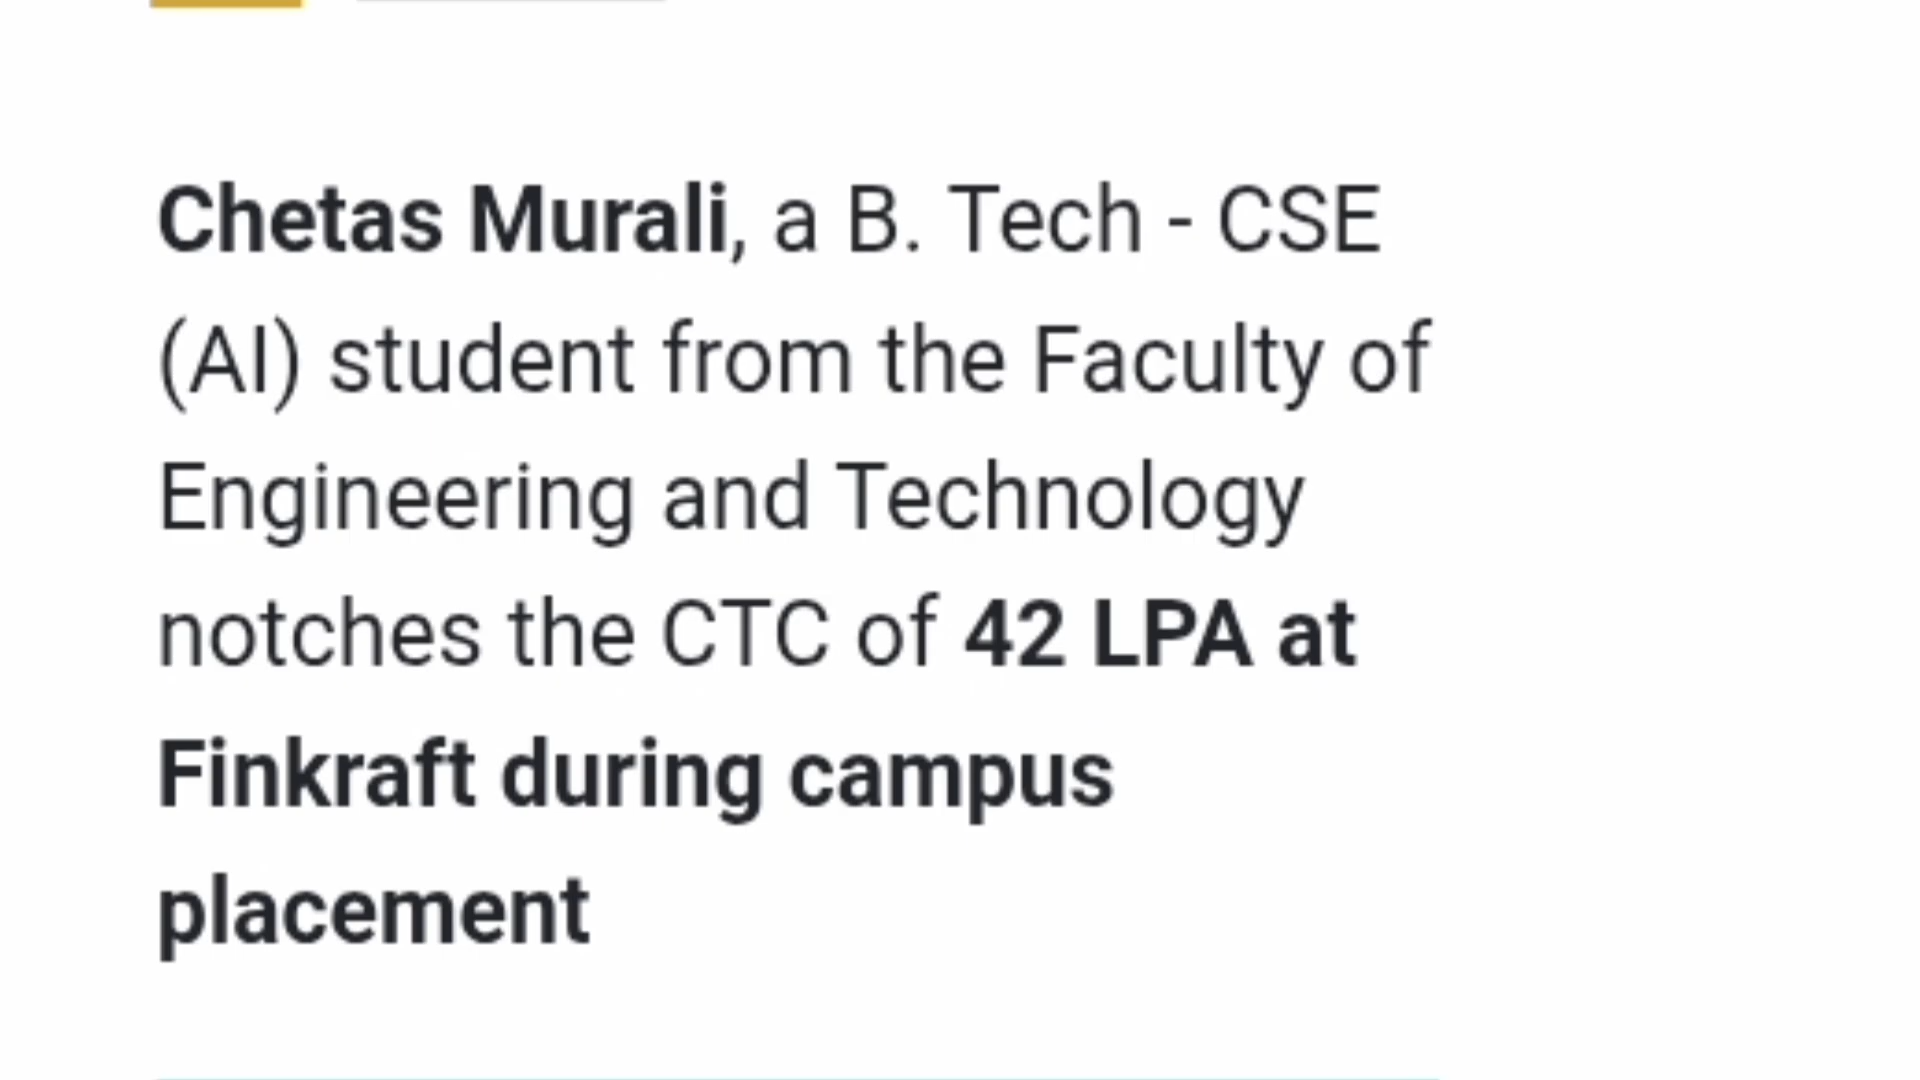 Chetas Murali, a B. Tech - CSE
(AI) student from the Faculty of
Engineering and Technology
notches the CTC of 42 LPA at
Finkraft during campus
placement